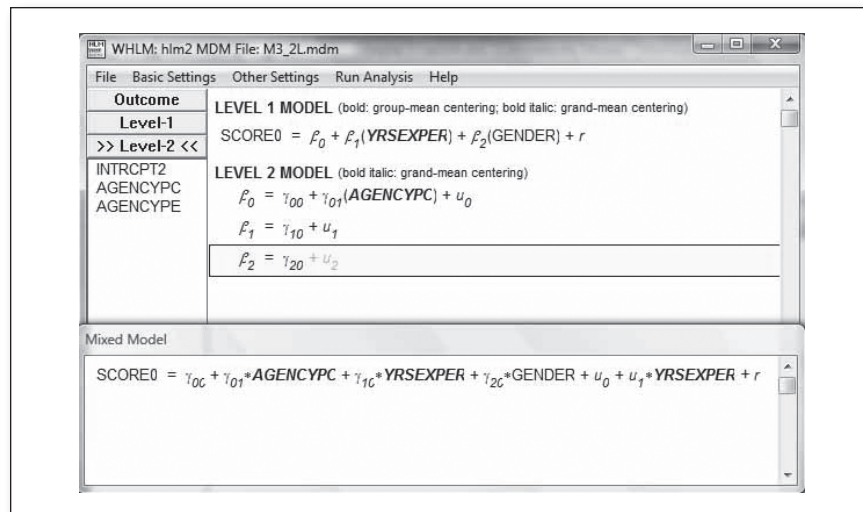 WHLM: hlm2 MDM File: M3_2L.mdm
File Basic Settings Other Settings Run Analysis Help
Outcome
Level-1
>> Level-2 <<
INTRCPT2
AGENCYPC
AGENCYPE
LEVEL 1 MODEL (bold: group-mean centering; bold italic: grand-mean centering)
SCORE0 = β0 + β1(YRSEXPER) + β2(GENDER) + r
LEVEL 2 MODEL (bold italic: grand-mean centering)
β0 = γ00 + γ01(AGENCYPC) + u0
β1 = γ10 + u1
β2 = γ20 + u2
Mixed Model
SCORE0 = γ0C + γ01*AGENCYPC + γ1C*YRSEXPER + γ2C*GENDER + u0 + u1*YRSEXPER + r